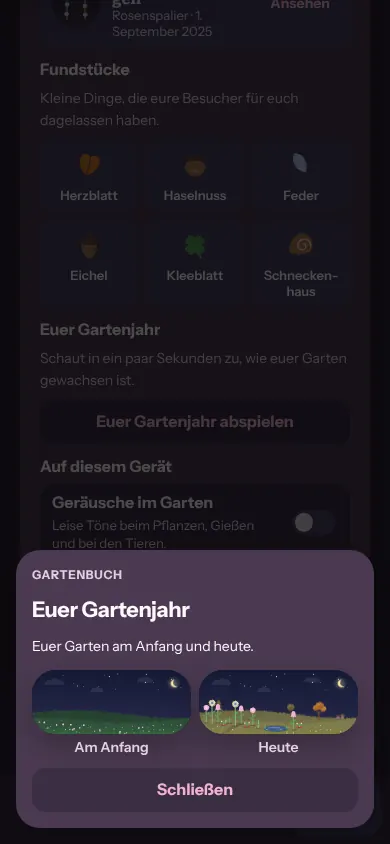 gen
Rosenspalier · 1.
September 2025
Ansehen
Fundstücke
Kleine Dinge, die eure Besucher für euch
dagelassen haben.
Herzblatt
Haselnuss
Feder
Eichel
Kleeblatt
Schnecken-
haus
Euer Gartenjahr
Schaut in ein paar Sekunden zu, wie euer Garten
gewachsen ist.
Euer Gartenjahr abspielen
Auf diesem Gerät
Geräusche im Garten
Leise Töne beim Pflanzen, Gießen
und bei den Tieren.
GARTENBUCH
Euer Gartenjahr
Euer Garten am Anfang und heute.
Am Anfang
Heute
Schließen